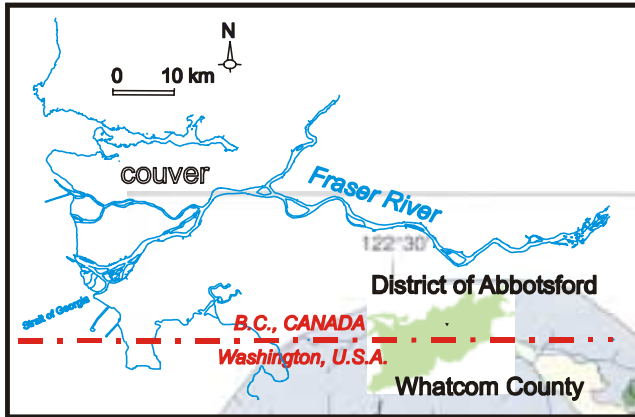 N
0 10 km
couver
Fraser River
122°30'
District of Abbotsford
Strait of Georgia
B.C., CANADA
Washington, U.S.A.
Whatcom County